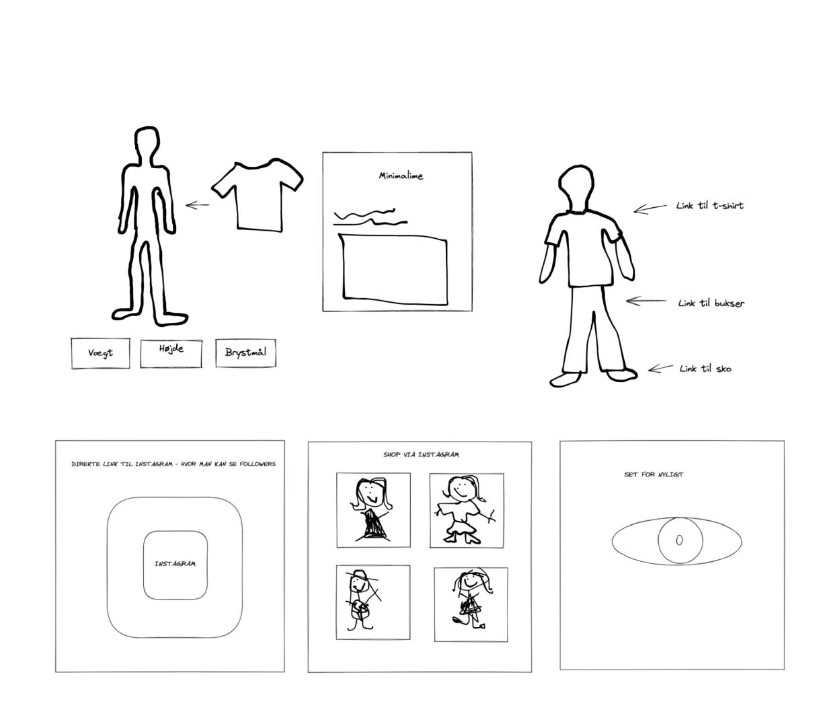 Minimalime
Link til t-shirt
Link til bukser
Vægt
Højde
Brystmål
Link til sko
DIREKTE LINK TIL INSTAGRAM - HVOR MAN KAN SE FOLLOWERS
INSTAGRAM
SHOP VIA INSTAGRAM
SET FOR NYLIGT